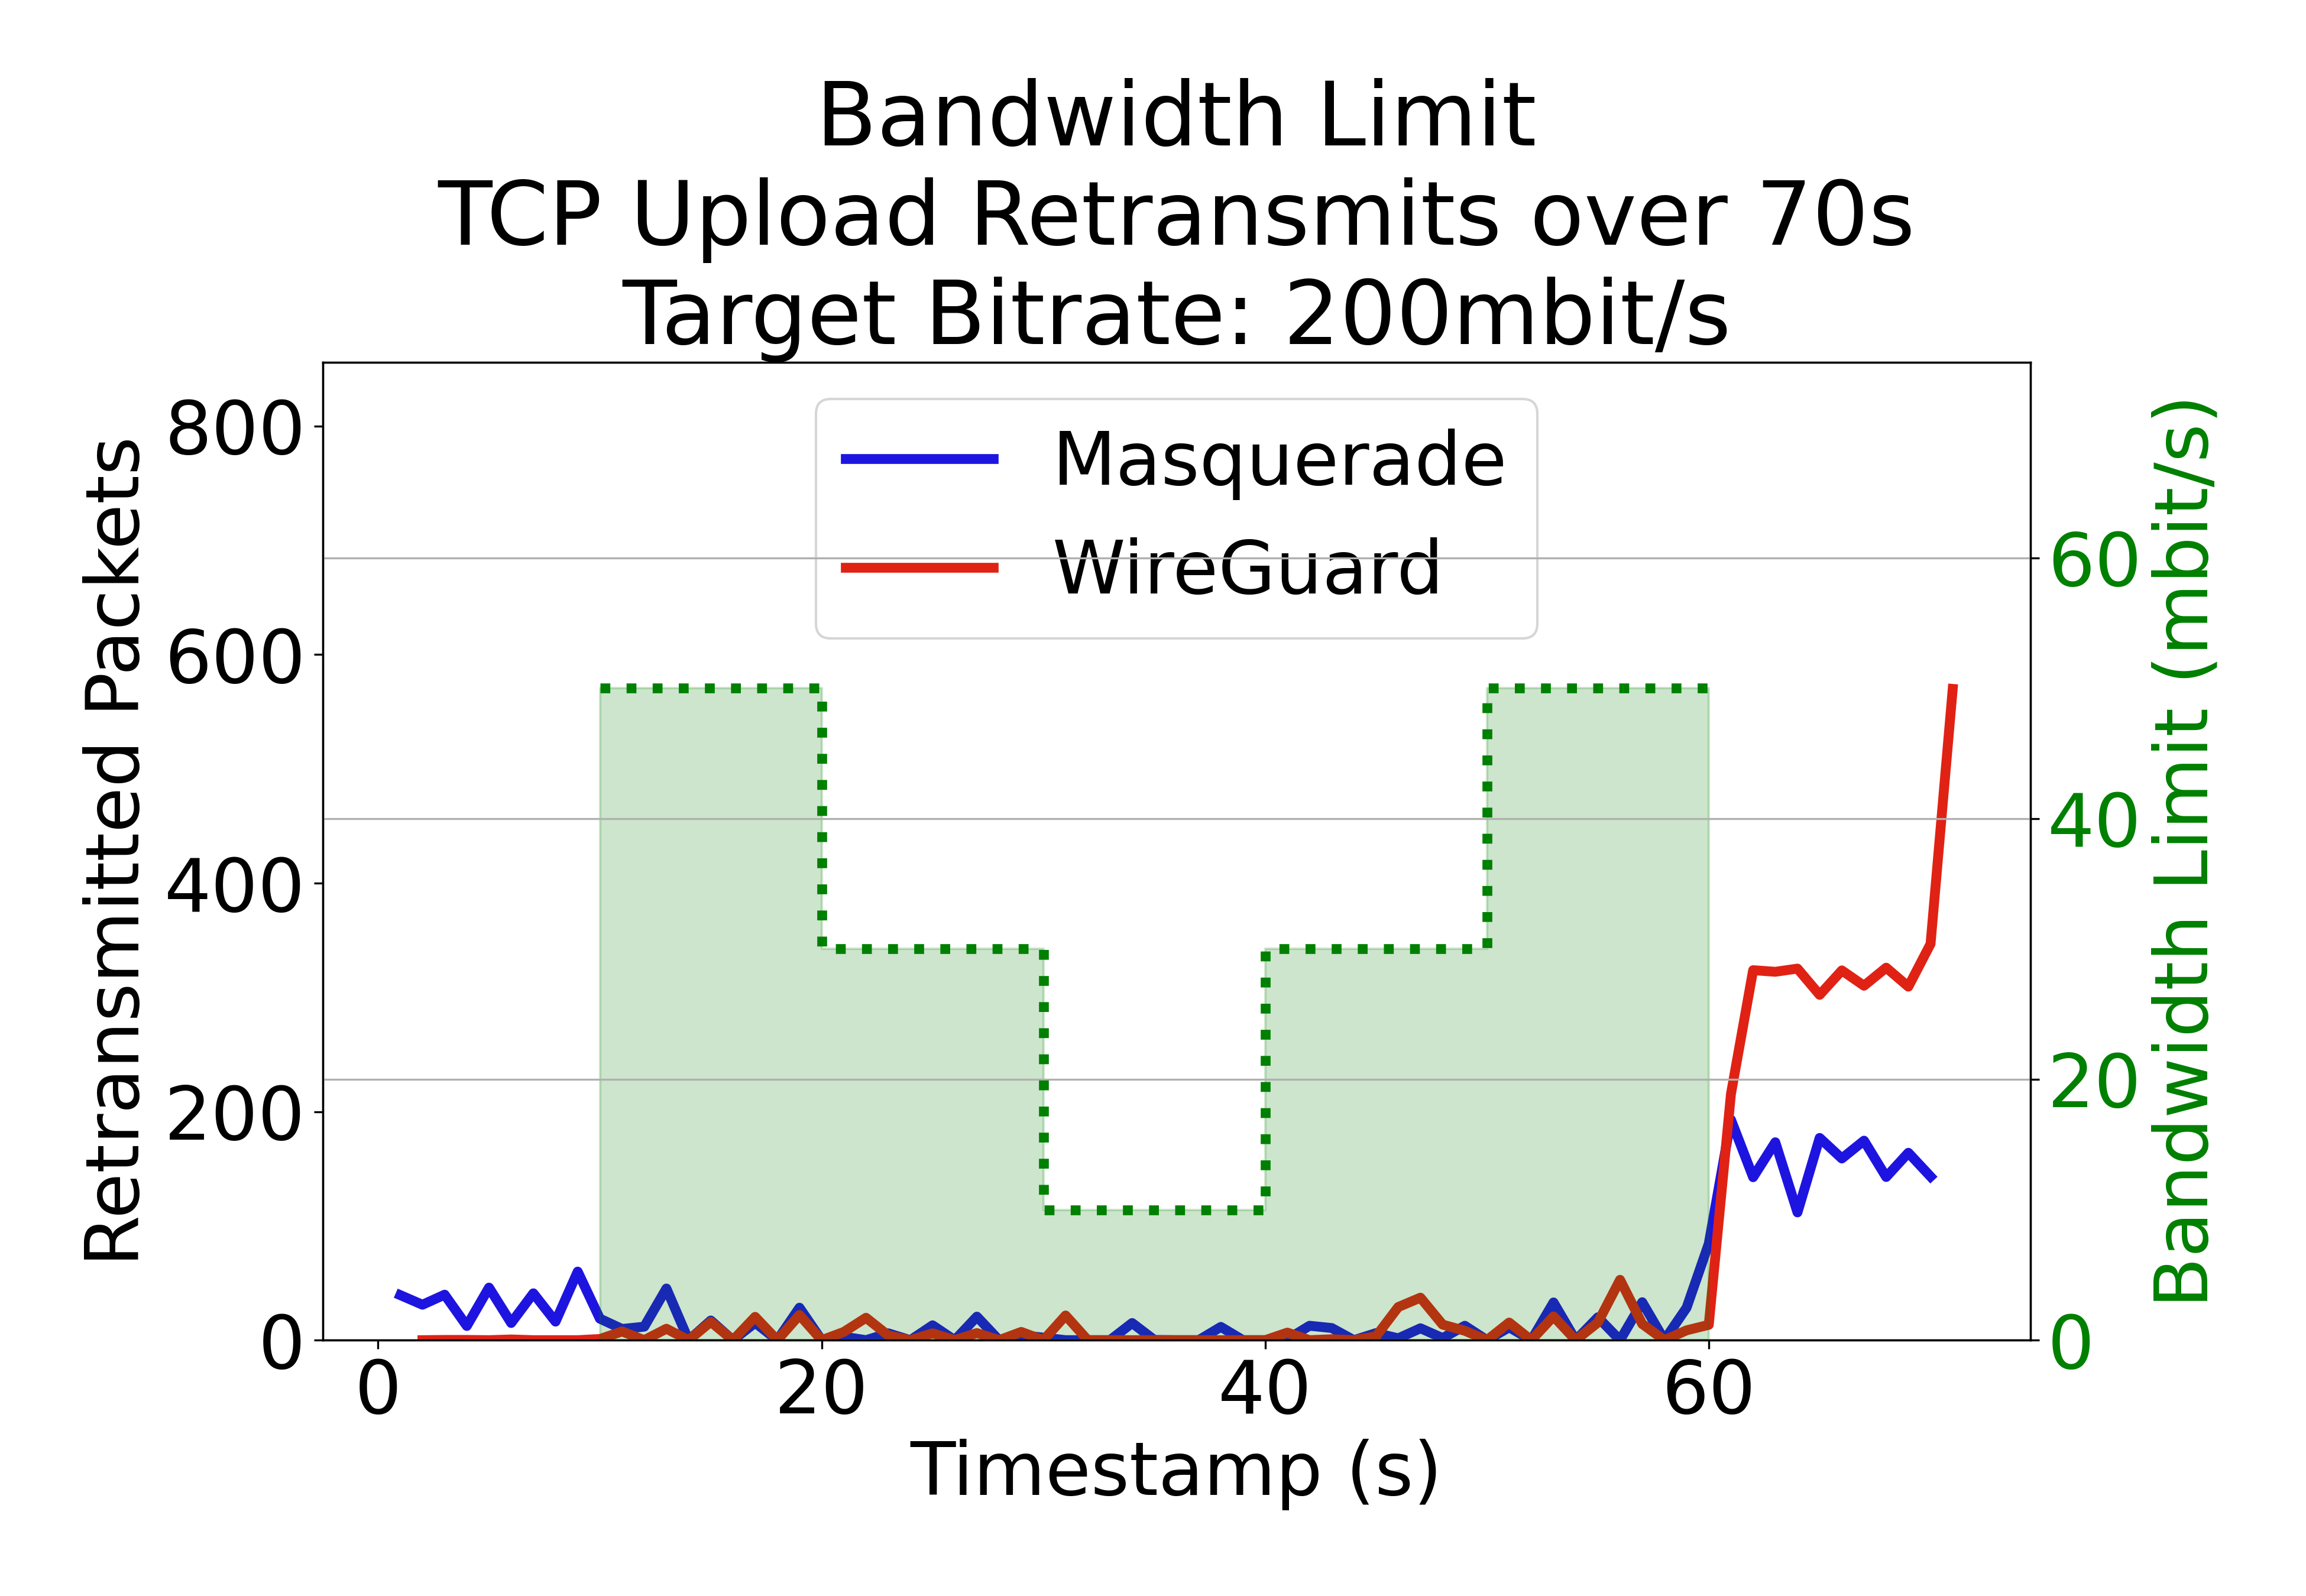 Bandwidth Limit
TCP Upload Retransmits over 70s
Target Bitrate: 200mbit/s
Masquerade
WireGuard
Retransmitted Packets
800
600
400
200
0
Bandwidth Limit (mbit/s)
60
40
20
0
0 20 40 60
Timestamp (s)